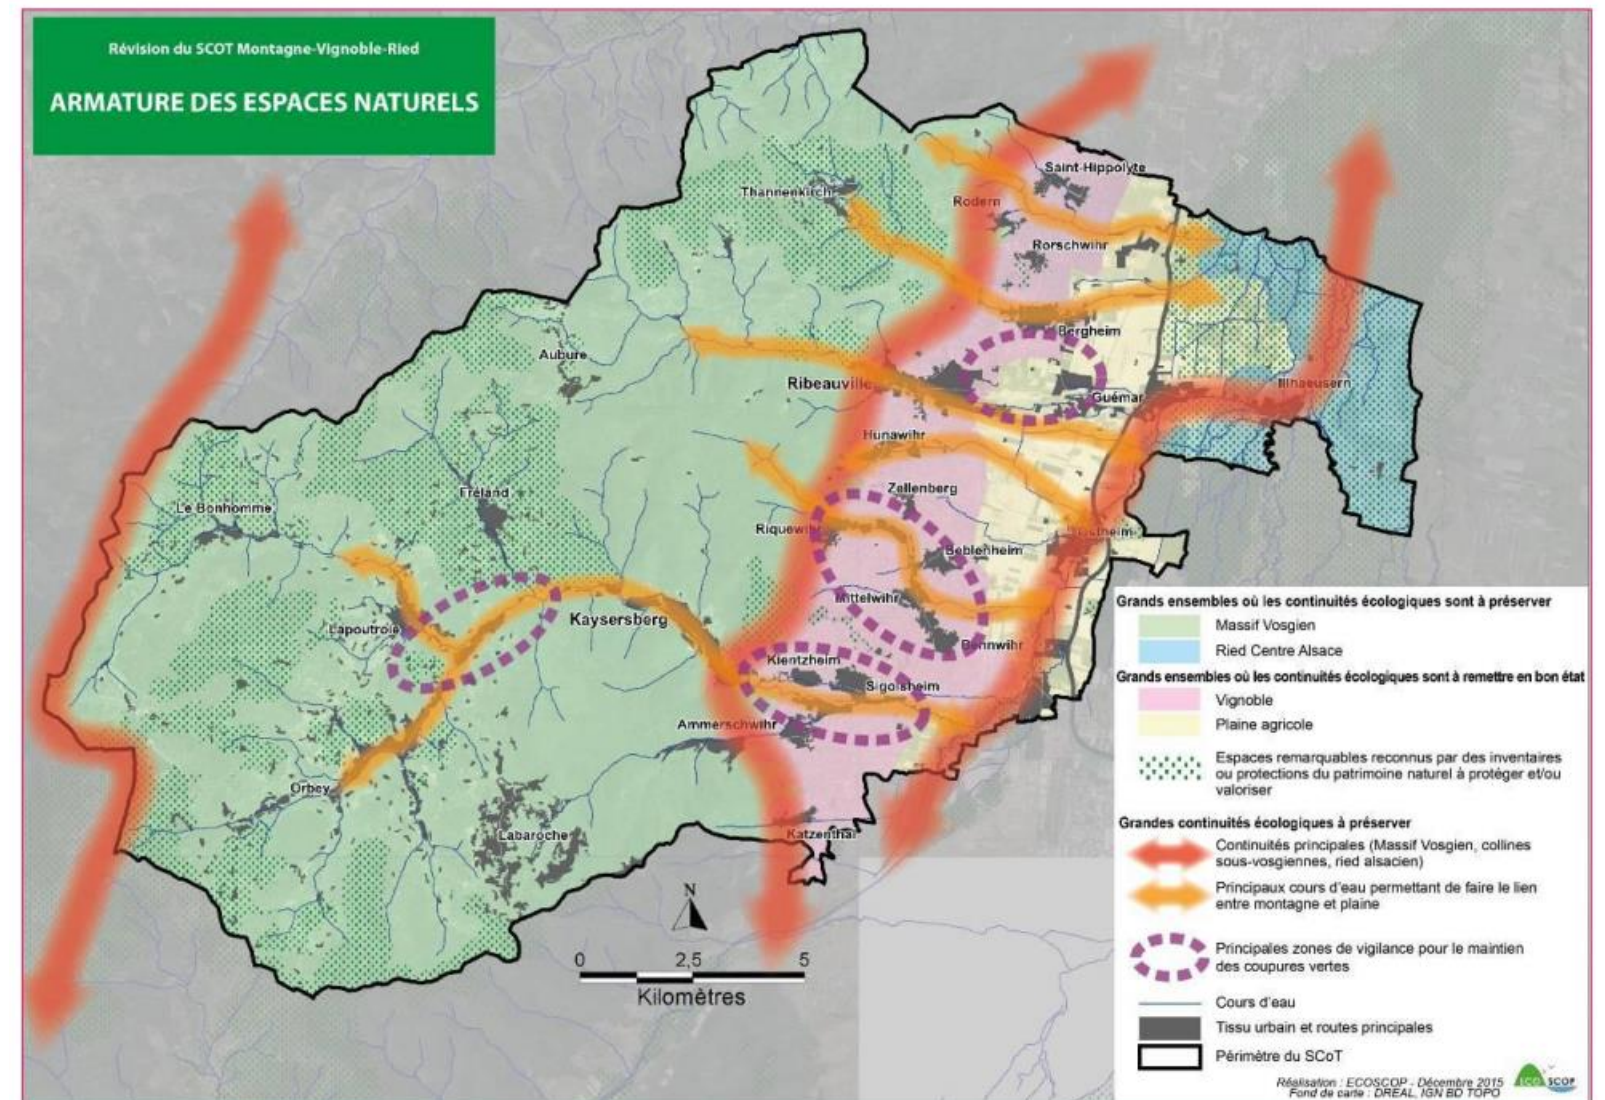 Révision du SCOT Montagne-Vignoble-Ried
ARMATURE DES ESPACES NATURELS
Saint-Hippolyte
Thannenkirch
Rodern
Rorschwihr
Bergheim
Aubure
Ribeauvillé
Illhaeusern
Guémar
Hunawihr
Zellenberg
Fréland
Le Bonhomme
Riquewihr
Ostheim
Beblenheim
Mittelwihr
Kaysersberg
Lapoutroie
Bennwihr
Kientzheim
Sigolsheim
Ammerschwihr
Orbey
Labaroche
Katzenthal
N
0 2,5 5
Kilomètres
Grands ensembles où les continuités écologiques sont à préserver
Massif Vosgien
Ried Centre Alsace
Grands ensembles où les continuités écologiques sont à remettre en bon état
Vignoble
Plaine agricole
Espaces remarquables reconnus par des inventaires
ou protections du patrimoine naturel à protéger et/ou
valoriser
Grandes continuités écologiques à préserver
Continuités principales (Massif Vosgien, collines
sous-vosgiennes, ried alsacien)
Principaux cours d'eau permettant de faire le lien
entre montagne et plaine
Principales zones de vigilance pour le maintien
des coupures vertes
Cours d'eau
Tissu urbain et routes principales
Périmètre du SCoT
Réalisation : ECOSCOP - Décembre 2015
Fond de carte : DREAL, IGN BD TOPO
ECO SCOP